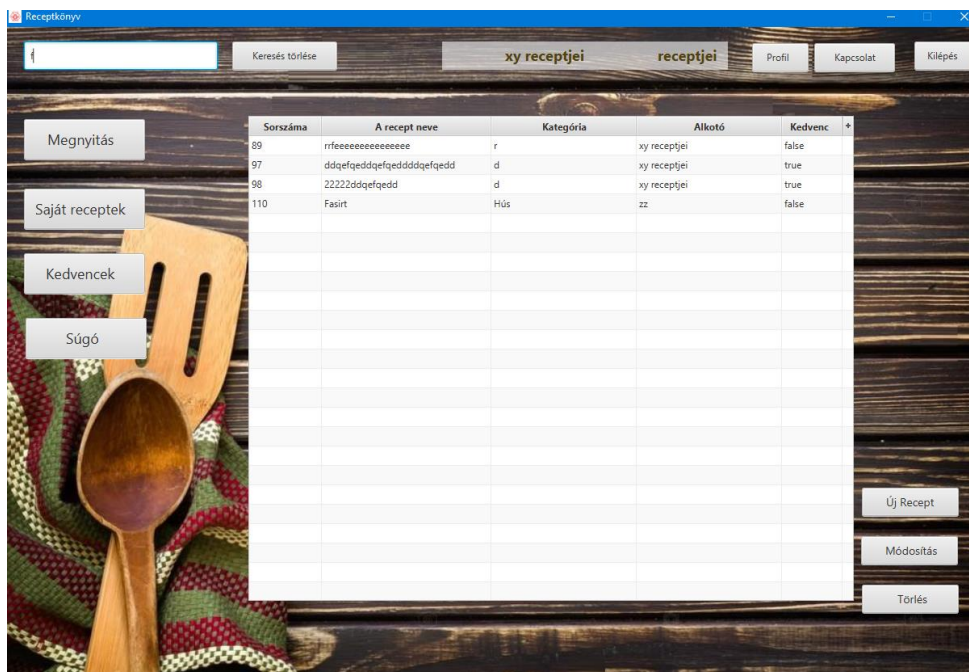 Receptkönyv
f
Keresés törlése
xy receptjei receptjei
Profil
Kapcsolat
Kilépés
Megnyitás
Saját receptek
Kedvencek
Súgó
Sorszáma A recept neve Kategória Alkotó Kedvenc +
89 rrfeeeeeeeeeeeeeee r xy receptjei false
97 ddqefqeddqefqeddddqefqedd d xy receptjei true
98 22222ddqefqedd d xy receptjei true
110 Fasirt Hús zz false
Új Recept
Módosítás
Törlés